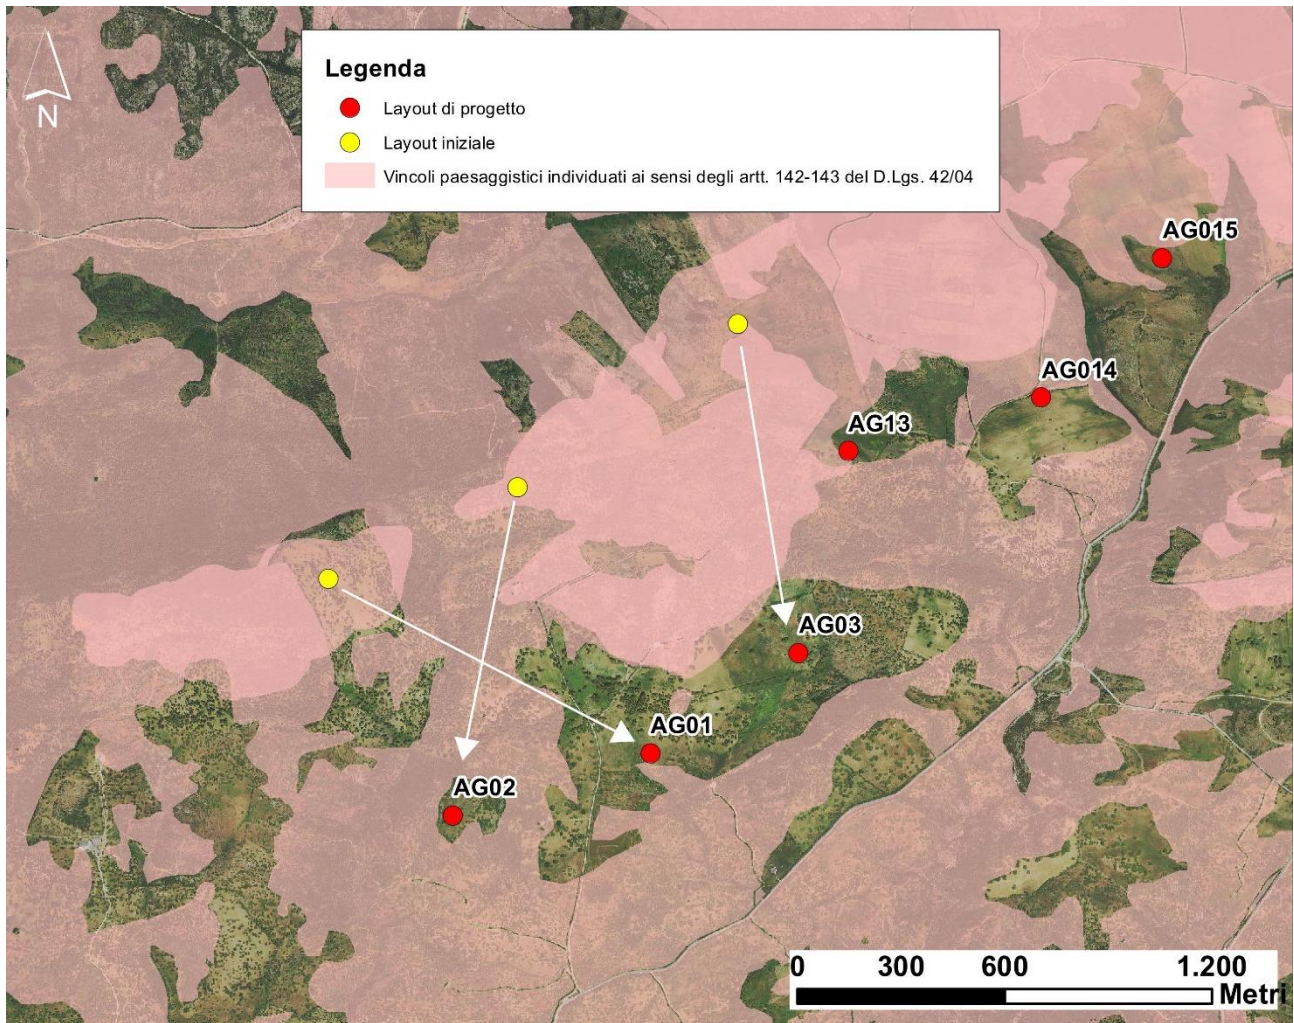 N
Legenda
Layout di progetto
Layout iniziale
Vincoli paesaggistici individuati ai sensi degli artt. 142-143 del D.Lgs. 42/04
AG015
AG014
AG13
AG03
AG01
AG02
0 300 600 1.200
Metri